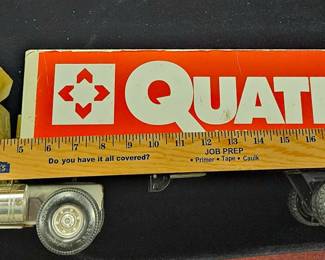 QUAT
5 6 7 8 9 10 11 12 13 14 15 16
Do you have it all covered?
JOB PREP
• Primer • Tape • Caulk